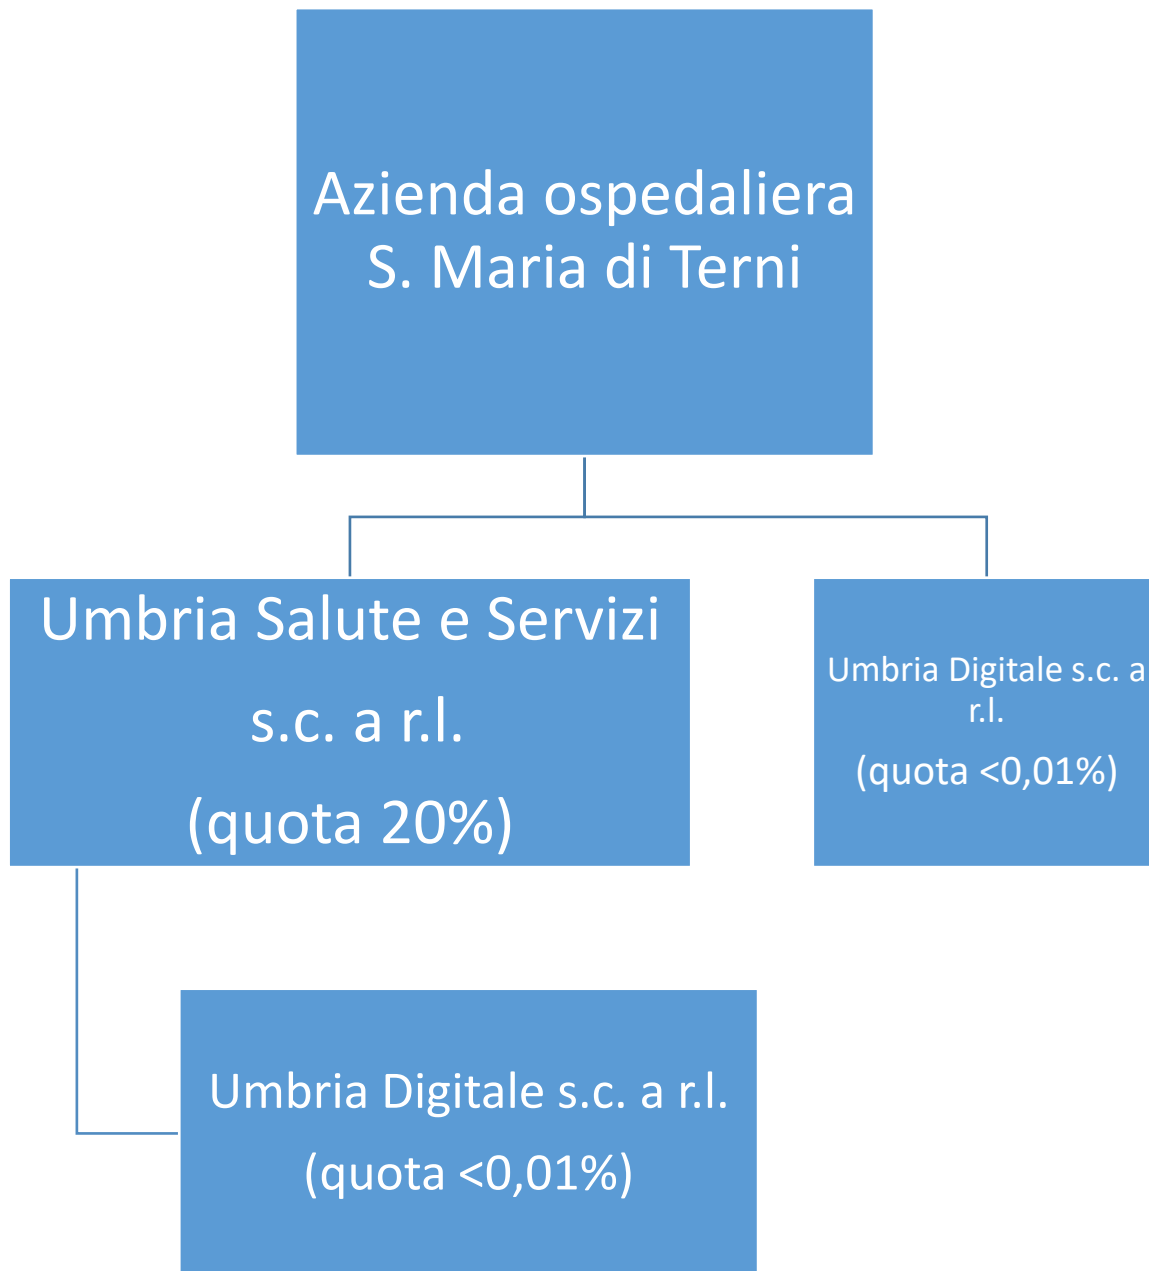 Azienda ospedaliera
S. Maria di Terni
Umbria Salute e Servizi
s.c. a r.l.
(quota 20%)
Umbria Digitale s.c. a
r.l.
(quota <0,01%)
Umbria Digitale s.c. a r.l.
(quota <0,01%)